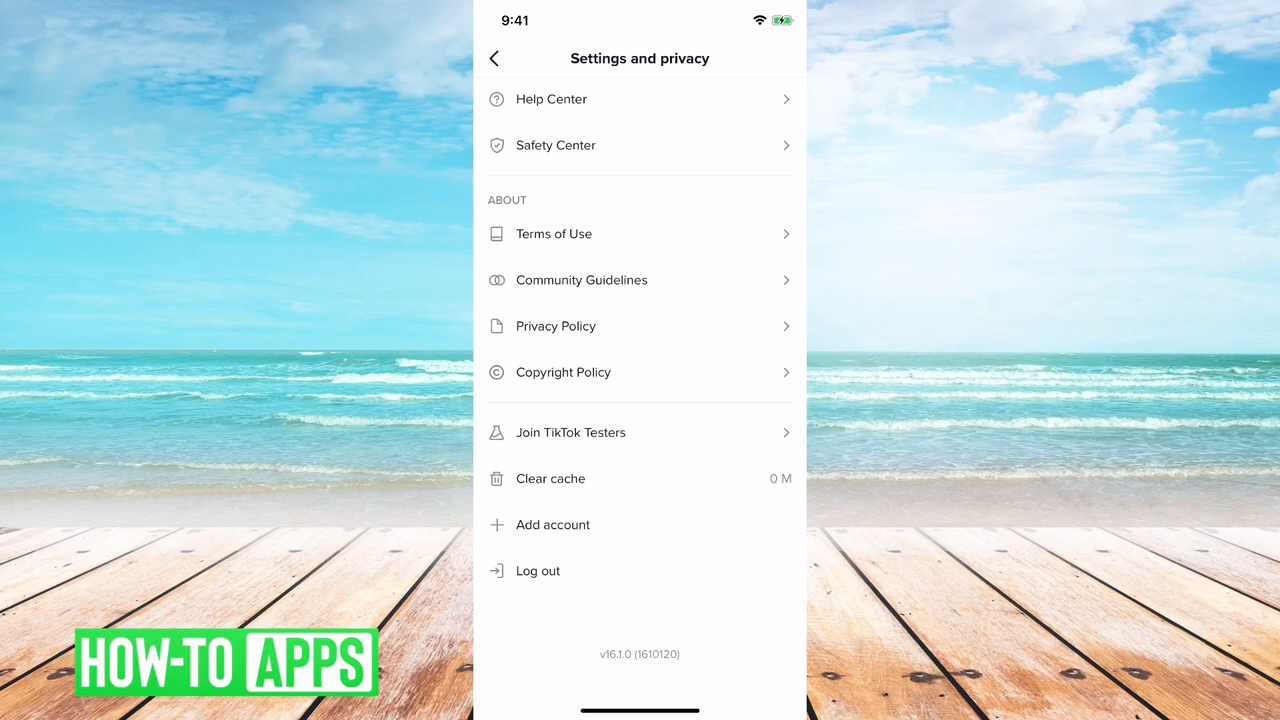 9:41
Settings and privacy
Help Center
Safety Center
ABOUT
Terms of Use
Community Guidelines
Privacy Policy
Copyright Policy
Join TikTok Testers
Clear cache 0 M
Add account
Log out
v16.1.0 (1610120)
HOW-TO APPS